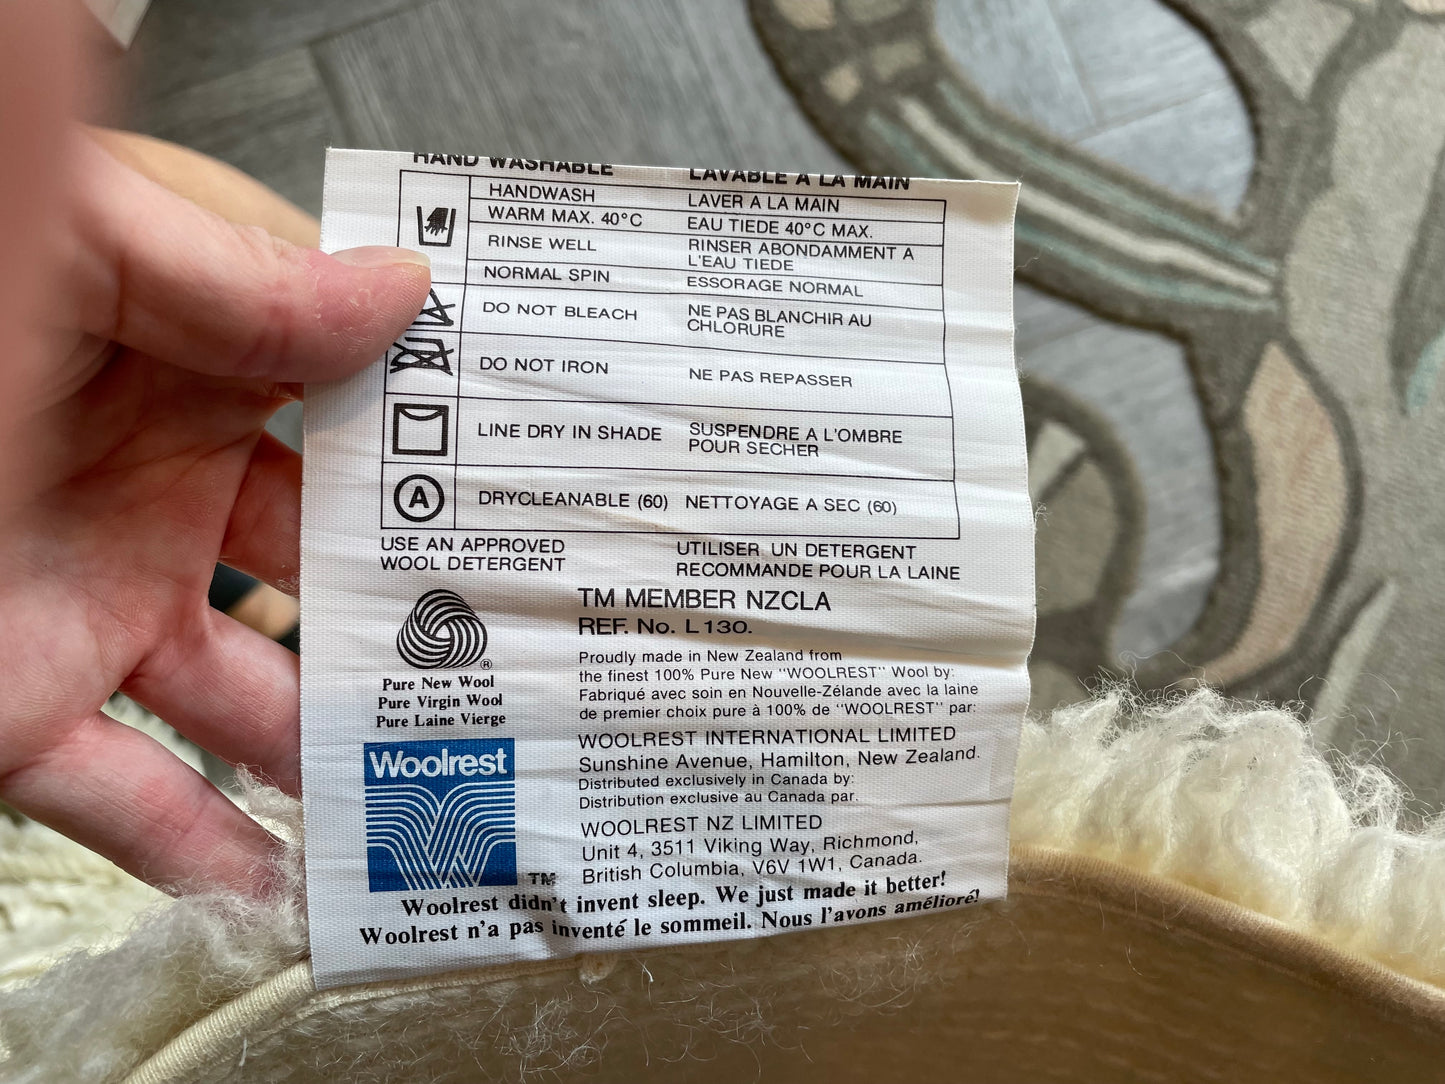 HAND WASHABLE LAVABLE A LA MAIN
HANDWASH LAVER A LA MAIN
WARM MAX. 40°C EAU TIEDE 40°C MAX.
RINSE WELL RINSER ABONDAMMENT A
L'EAU TIEDE
NORMAL SPIN ESSORAGE NORMAL
DO NOT BLEACH NE PAS BLANCHIR AU
CHLORURE
DO NOT IRON NE PAS REPASSER
LINE DRY IN SHADE SUSPENDRE A L'OMBRE
POUR SECHER
A DRYCLEANABLE (60) NETTOYAGE A SEC (60)
USE AN APPROVED UTILISER UN DETERGENT
WOOL DETERGENT RECOMMANDE POUR LA LAINE
TM MEMBER NZCLA
REF. No. L130.
®
Pure New Wool
Pure Virgin Wool
Pure Laine Vierge
Proudly made in New Zealand from
the finest 100% Pure New "WOOLREST" Wool by:
Fabriqué avec soin en Nouvelle-Zélande avec la laine
de premier choix pure à 100% de "WOOLREST" par:
WOOLREST INTERNATIONAL LIMITED
Sunshine Avenue, Hamilton, New Zealand.
Distributed exclusively in Canada by:
Distribution exclusive au Canada par.
WOOLREST NZ LIMITED
Unit 4, 3511 Viking Way, Richmond,
British Columbia, V6V 1W1, Canada.
Woolrest
TM
Woolrest didn't invent sleep. We just made it better!
Woolrest n'a pas inventé le sommeil. Nous l'avons amélioré!